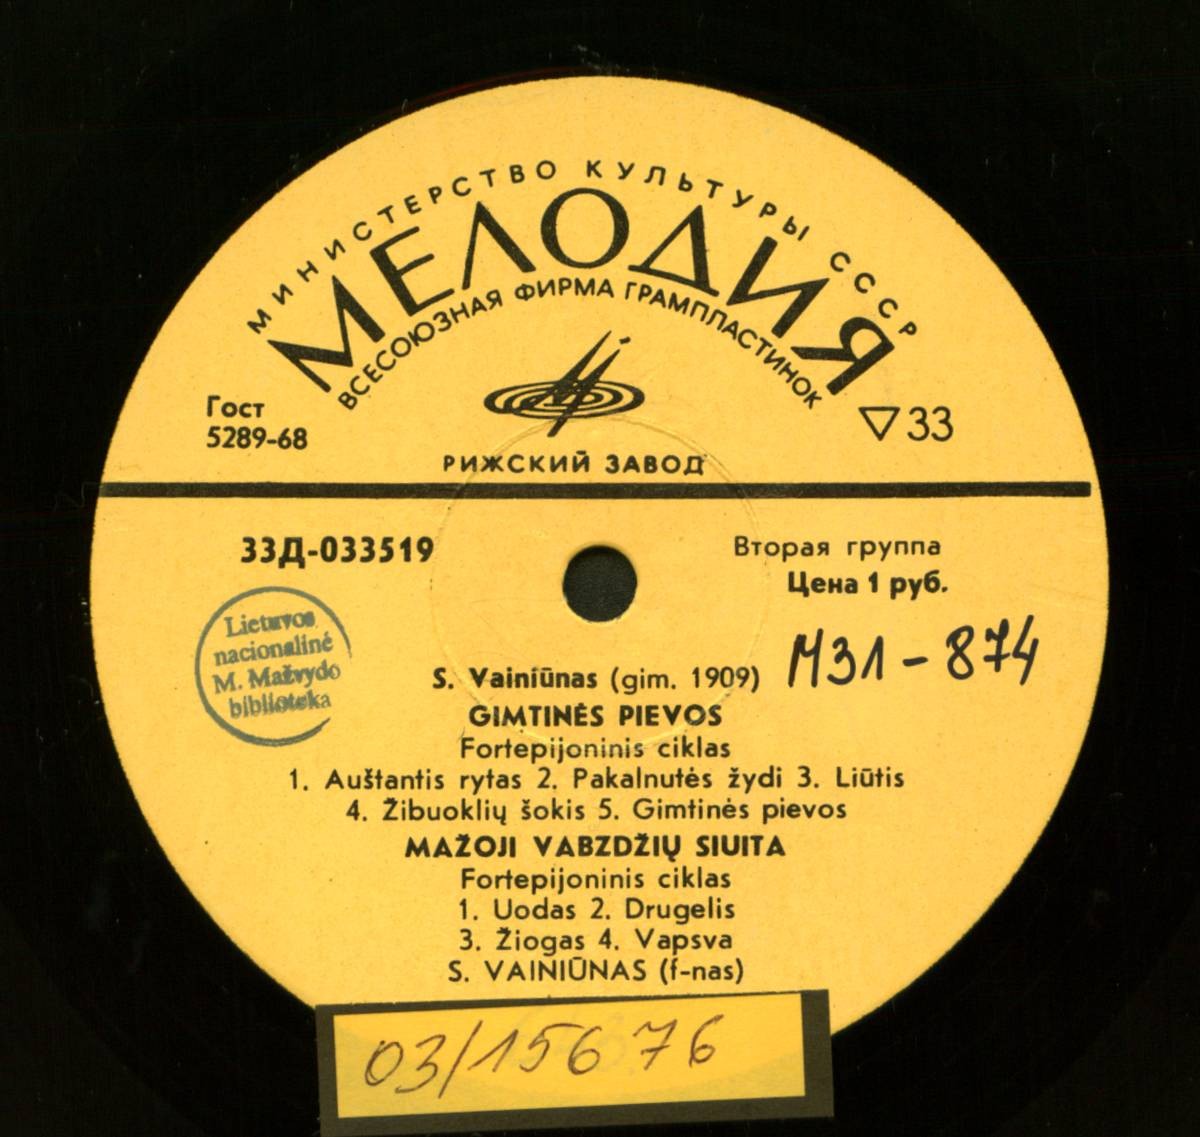 МИНИСТЕРСТВО КУЛЬТУРЫ СССР
МЕЛОДИЯ
ВСЕСОЮЗНАЯ ФИРМА ГРАМПЛАСТИНОК
Гост
5289-68
▽33
РИЖСКИЙ ЗАВОД
33Д-033519
Вторая группа
Цена 1 руб.
Lietuvos
nacionalinė
M. Mažvydo
biblioteka
M31-874
S. Vainiūnas (gim. 1909)
GIMTINĖS PIEVOS
Fortepijoninis ciklas
1. Auštantis rytas 2. Pakalnutės žydi 3. Liūtis
4. Žibuoklių šokis 5. Gimtinės pievos
MAŽOJI VABZDŽIŲ SIUITA
Fortepijoninis ciklas
1. Uodas 2. Drugelis
3. Žiogas 4. Vapsva
S. VAINIŪNAS (f-nas)
03/15676